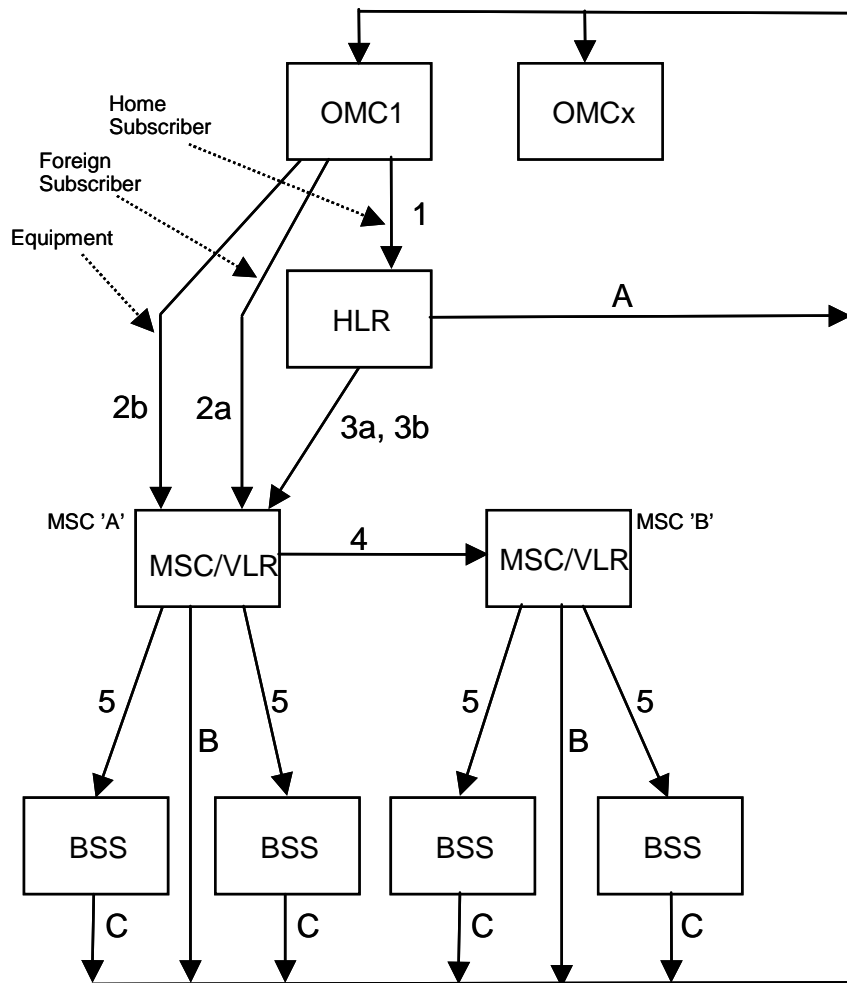 OMC1
OMCx
Home
Subscriber
Foreign
Subscriber
Equipment
1
HLR
A
2b
2a
3a, 3b
MSC 'A'
MSC/VLR
4
MSC/VLR
MSC 'B'
5
B
5
5
B
5
BSS
BSS
BSS
BSS
C
C
C
C